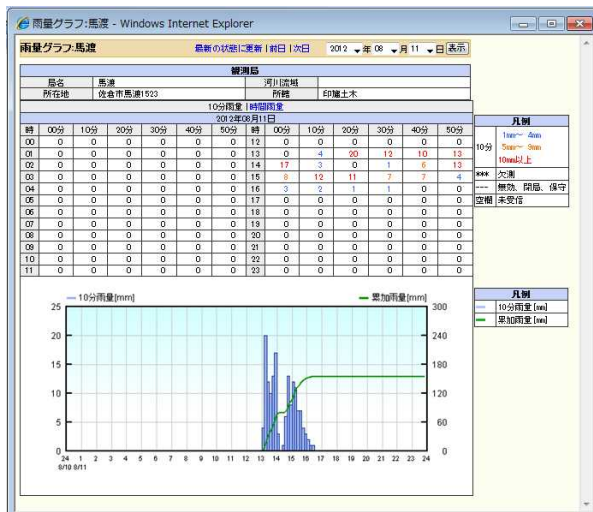 雨量グラフ:馬渡 - Windows Internet Explorer
雨量グラフ:馬渡 最新の状態に更新 | 前日 | 次日 2012 年 08 月 11 日 表示
観測局
局名 馬渡 河川流域
所在地 佐倉市馬渡1523 所轄 印旛土木
10分雨量 | 時間雨量
2012年08月11日
時 00分 10分 20分 30分 40分 50分 時 00分 10分 20分 30分 40分 50分
00 0 0 0 0 0 0 12 0 0 0 0 0 0
01 0 0 0 0 0 0 13 0 4 20 12 10 13
02 0 0 0 0 0 0 14 17 3 0 1 6 13
03 0 0 0 0 0 0 15 8 12 11 7 7 4
04 0 0 0 0 0 0 16 3 2 1 1 0 0
05 0 0 0 0 0 0 17 0 0 0 0 0 0
06 0 0 0 0 0 0 18 0 0 0 0 0 0
07 0 0 0 0 0 0 19 0 0 0 0 0 0
08 0 0 0 0 0 0 20 0 0 0 0 0 0
09 0 0 0 0 0 0 21 0 0 0 0 0 0
10 0 0 0 0 0 0 22 0 0 0 0 0 0
11 0 0 0 0 0 0 23 0 0 0 0 0 0
凡例
10分 1mm～ 4mm
5mm～ 9mm
10mm以上
*** 欠測
--- 無効、閉局、保守
空欄 未受信
10分雨量[mm] 累加雨量[mm]
25 300
20 240
15 180
10 120
5 60
0 0
24 1 2 3 4 5 6 7 8 9 10 11 12 13 14 15 16 17 18 19 20 21 22 23 24
8/10 8/11
凡例
10分雨量[mm]
累加雨量[mm]